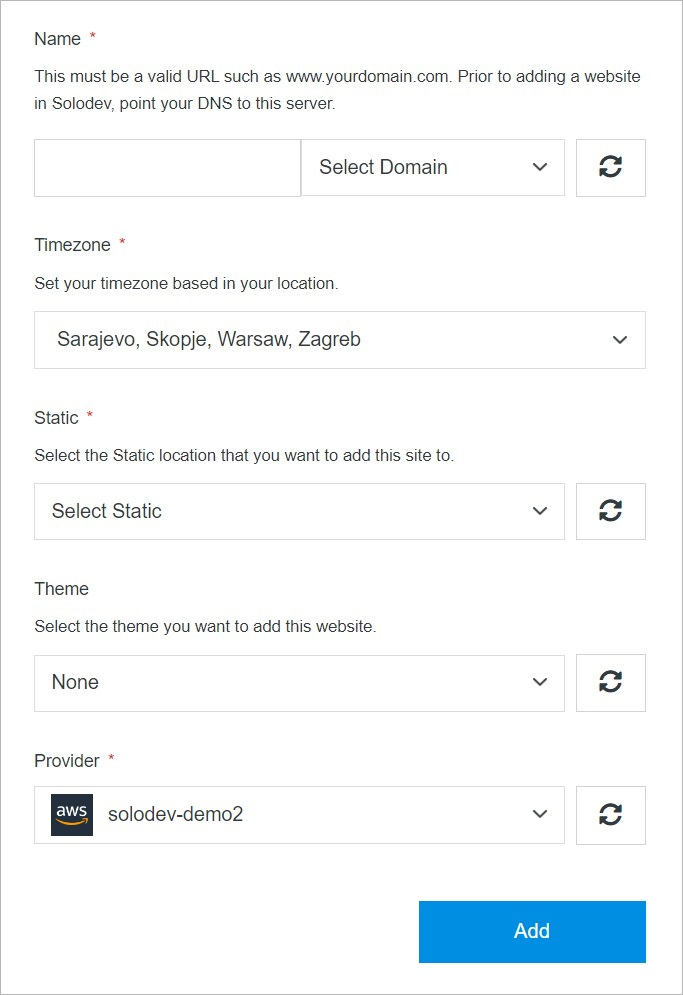 Name *
This must be a valid URL such as www.yourdomain.com. Prior to adding a website
in Solodev, point your DNS to this server.
Select Domain
Timezone *
Set your timezone based in your location.
Sarajevo, Skopje, Warsaw, Zagreb
Static *
Select the Static location that you want to add this site to.
Select Static
Theme
Select the theme you want to add this website.
None
Provider *
aws solodev-demo2
Add